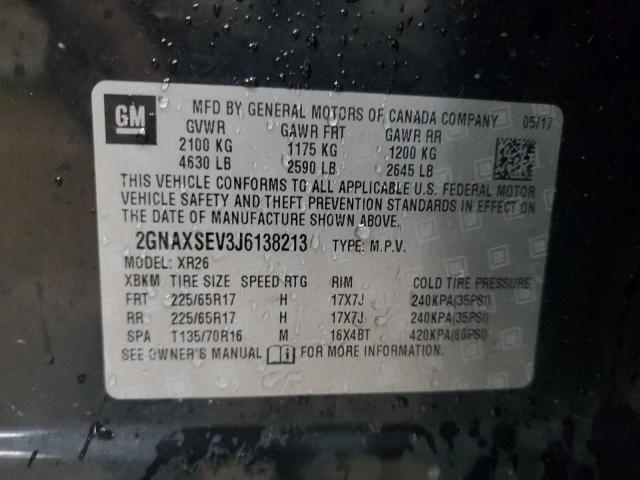 GM
MFD BY GENERAL MOTORS OF CANADA COMPANY 05/17
GVWR GAWR FRT GAWR RR
2100 KG 1175 KG 1200 KG
4630 LB 2590 LB 2645 LB
THIS VEHICLE CONFORMS TO ALL APPLICABLE U.S. FEDERAL MOTOR
VEHICLE SAFETY AND THEFT PREVENTION STANDARDS IN EFFECT ON
THE DATE OF MANUFACTURE SHOWN ABOVE.
2GNAXSEV3J6138213 TYPE: M.P.V.
MODEL: XR26
XBKM TIRE SIZE SPEED RTG RIM COLD TIRE PRESSURE
FRT 225/65R17 H 17X7J 240KPA(35PSI)
RR 225/65R17 H 17X7J 240KPA(35PSI)
SPA T135/70R16 M 16X4BT 420KPA(60PSI)
SEE OWNER'S MANUAL FOR MORE INFORMATION.